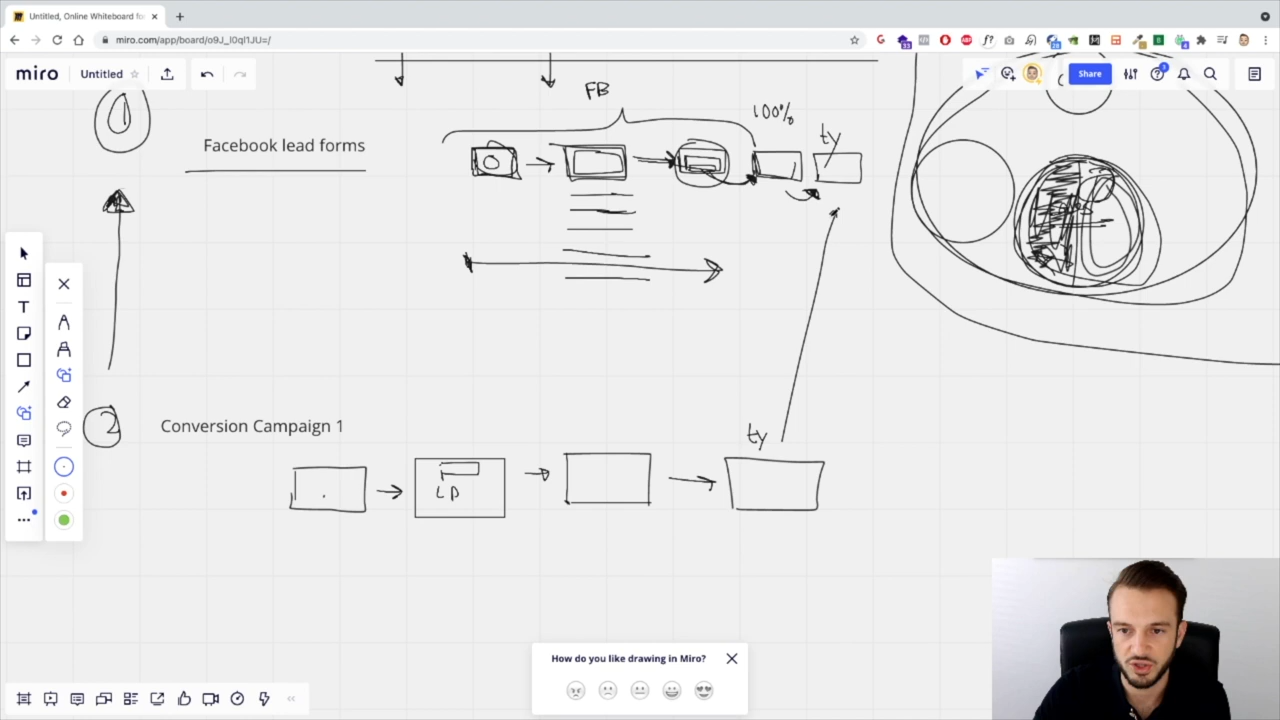 Untitled, Online Whiteboard fo
miro.com/app/board/o9J_l0ql1JU=/
miro
Untitled
Share
FB
100%
ty
Facebook lead forms
2
Conversion Campaign 1
ty
LP
How do you like drawing in Miro?